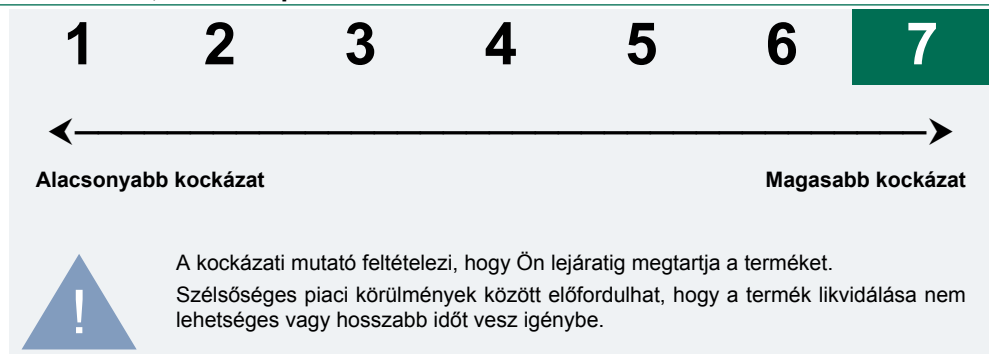 1 2 3 4 5 6 7
Alacsonyabb kockázat Magasabb kockázat
A kockázati mutató feltételezi, hogy Ön lejáratig megtartja a terméket.
Szélsőséges piaci körülmények között előfordulhat, hogy a termék likvidálása nem
lehetséges vagy hosszabb időt vesz igénybe.
!